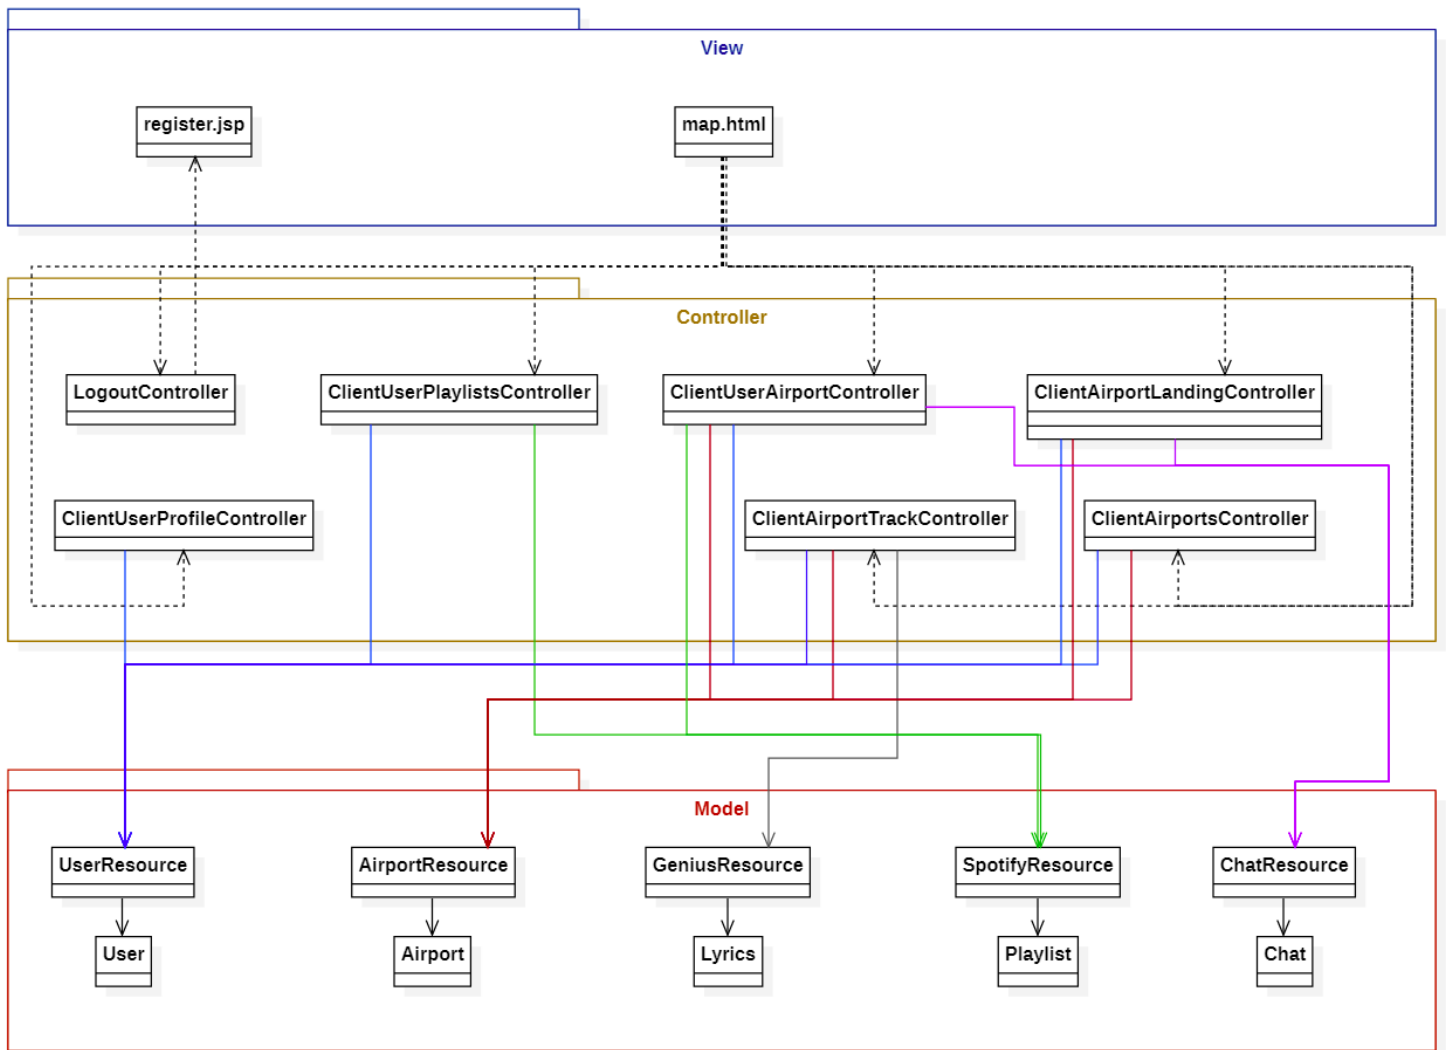 View
register.jsp
map.html
Controller
LogoutController
ClientUserPlaylistsController
ClientUserAirportController
ClientAirportLandingController
ClientUserProfileController
ClientAirportTrackController
ClientAirportsController
Model
UserResource
AirportResource
GeniusResource
SpotifyResource
ChatResource
User
Airport
Lyrics
Playlist
Chat